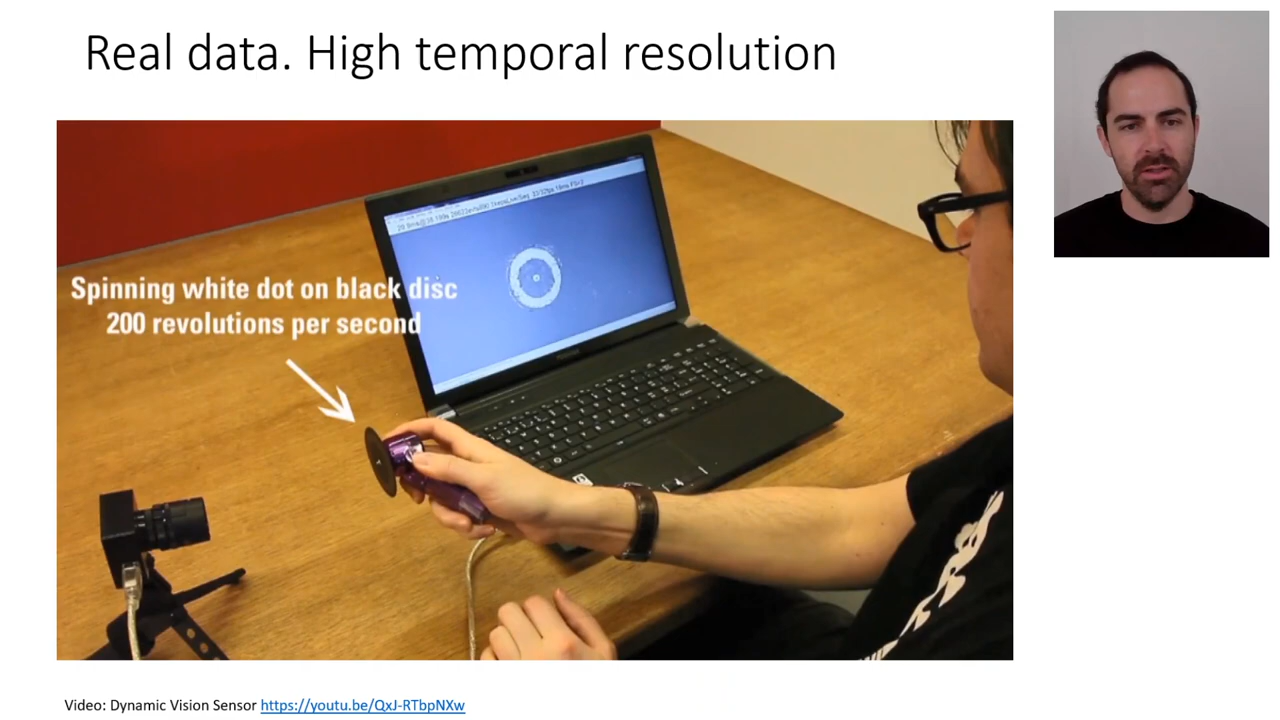 Real data. High temporal resolution
Spinning white dot on black disc
200 revolutions per second
Video: Dynamic Vision Sensor https://youtu.be/QxJ-RTbpNXw